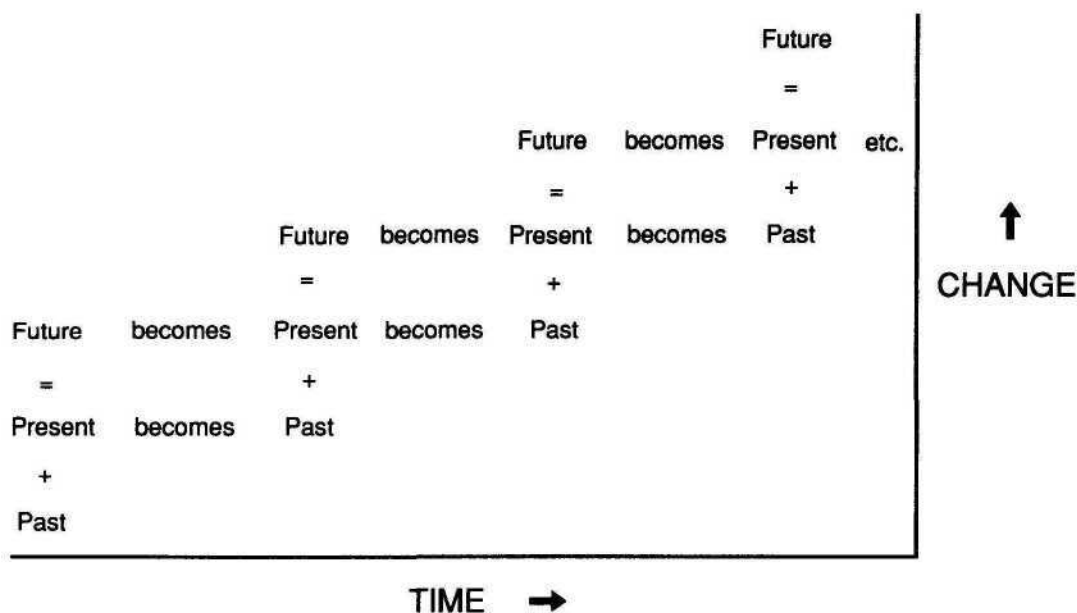 Future
=
Future becomes Present etc.
= +
Future becomes Present becomes Past
= +
CHANGE
Future becomes Present becomes Past
= +
Present becomes Past
+
Past
TIME